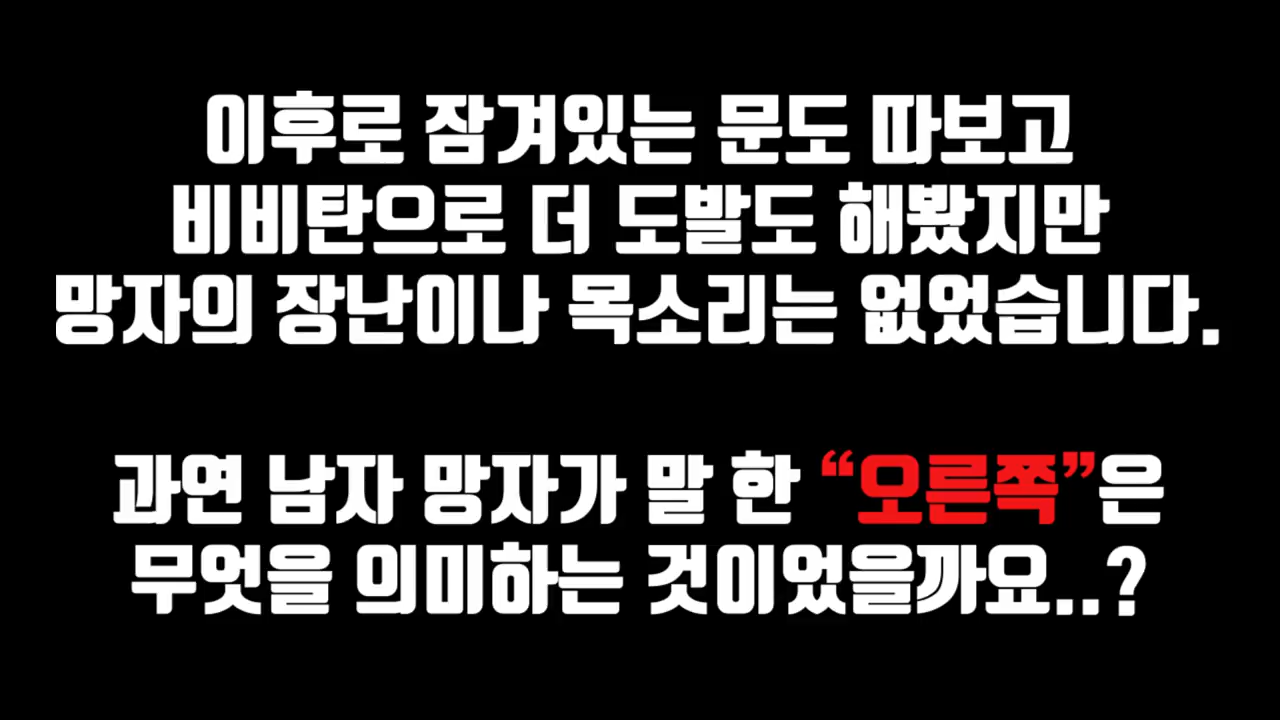 이후로 잠겨있는 문도 따보고
비비탄으로 더 도발도 해봤지만
망자의 장난이나 목소리는 없었습니다.
과연 남자 망자가 말 한 “오른쪽”은
무엇을 의미하는 것이었을까요..?